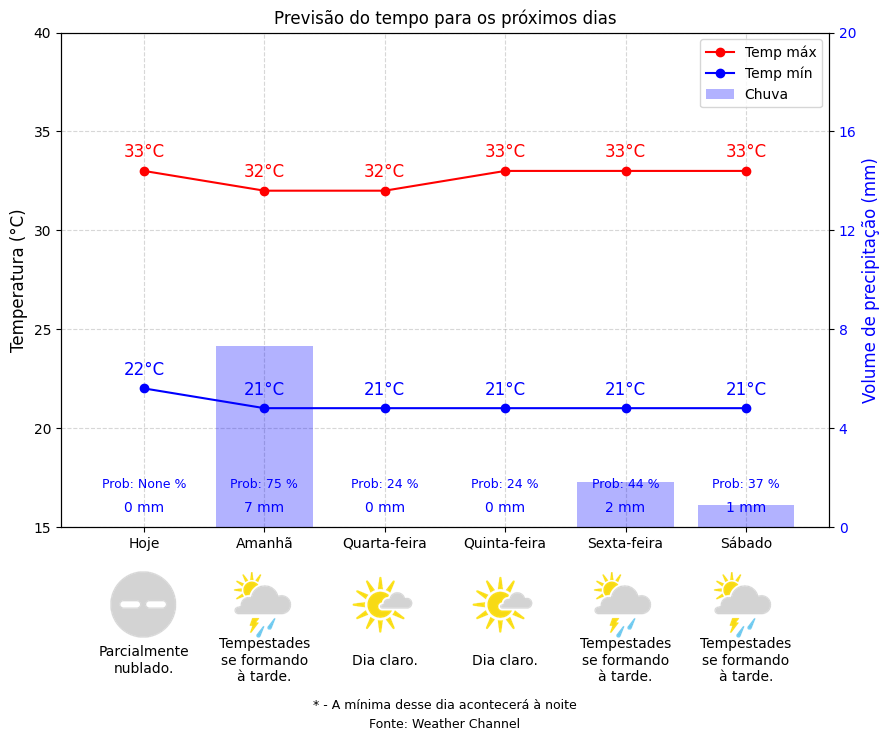 Previsão do tempo para os próximos dias
Temp máx
Temp mín
Chuva
Temperatura (°C)
40
35
30
25
20
15
Volume de precipitação (mm)
20
16
12
8
4
0
33°C
32°C
32°C
33°C
33°C
33°C
22°C
21°C
21°C
21°C
21°C
21°C
Prob: None %
Prob: 75 %
Prob: 24 %
Prob: 24 %
Prob: 44 %
Prob: 37 %
0 mm
7 mm
0 mm
0 mm
2 mm
1 mm
Hoje
Amanhã
Quarta-feira
Quinta-feira
Sexta-feira
Sábado
Parcialmente
nublado.
Tempestades
se formando
à tarde.
Dia claro.
Dia claro.
Tempestades
se formando
à tarde.
Tempestades
se formando
à tarde.
* - A mínima desse dia acontecerá à noite
Fonte: Weather Channel